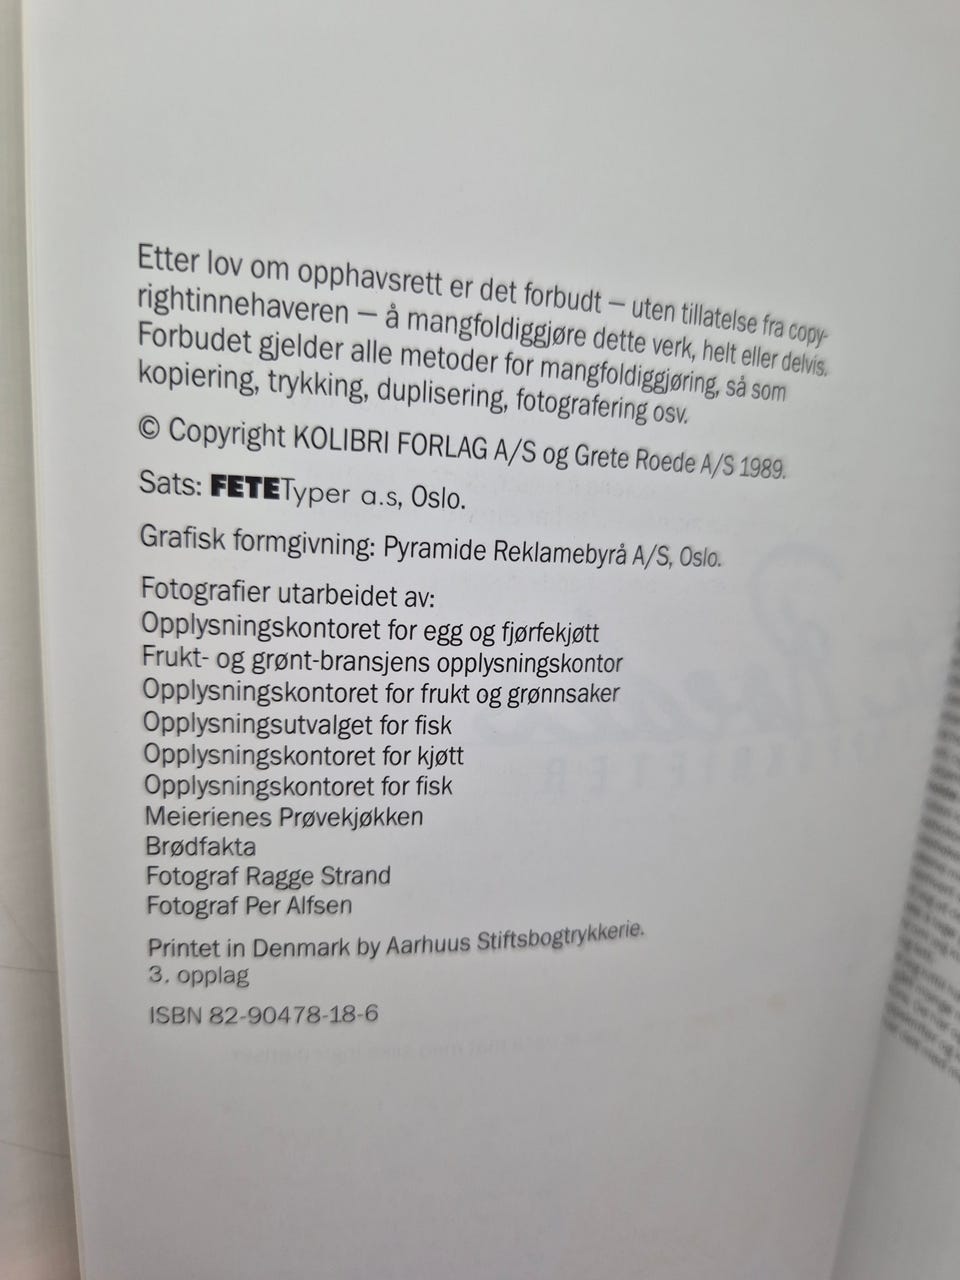 Etter lov om opphavsrett er det forbudt – uten tillatelse fra copy-
rightinnehaveren – å mangfoldiggjøre dette verk, helt eller delvis.
Forbudet gjelder alle metoder for mangfoldiggjøring, så som
kopiering, trykking, duplisering, fotografering osv.
© Copyright KOLIBRI FORLAG A/S og Grete Roede A/S 1989.
Sats: FETETyper a.s, Oslo.
Grafisk formgivning: Pyramide Reklamebyrå A/S, Oslo.
Fotografier utarbeidet av:
Opplysningskontoret for egg og fjørfekjøtt
Frukt- og grønt-bransjens opplysningskontor
Opplysningskontoret for frukt og grønnsaker
Opplysningsutvalget for fisk
Opplysningskontoret for kjøtt
Opplysningskontoret for fisk
Meierienes Prøvekjøkken
Brødfakta
Fotograf Ragge Strand
Fotograf Per Alfsen
Printet in Denmark by Aarhuus Stiftsbogtrykkerie.
3. opplag
ISBN 82-90478-18-6